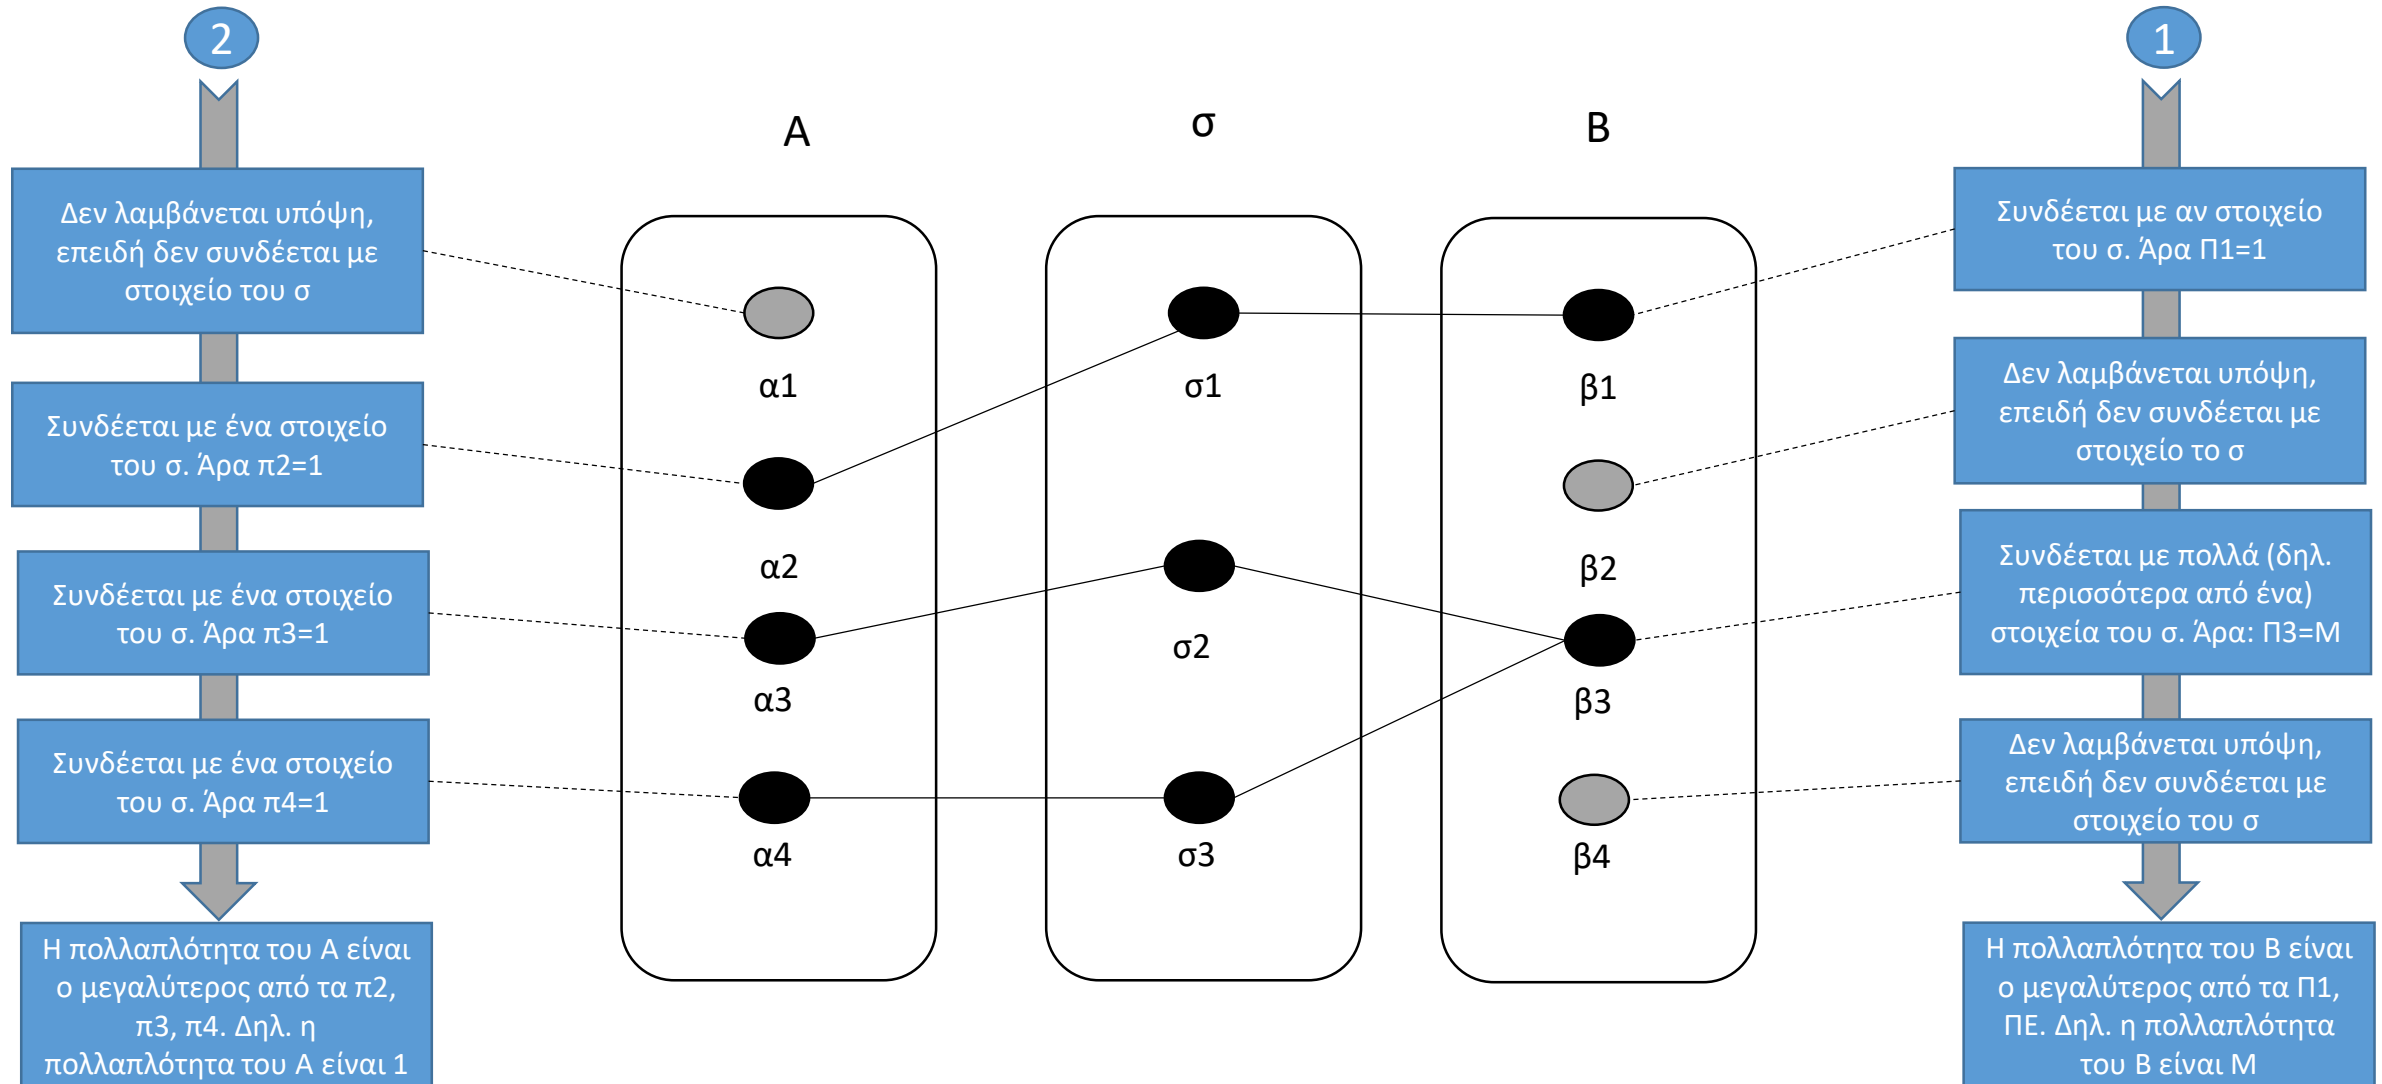 2
Δεν λαμβάνεται υπόψη,
επειδή δεν συνδέεται με
στοιχείο του σ
Συνδέεται με ένα στοιχείο
του σ. Άρα π2=1
Συνδέεται με ένα στοιχείο
του σ. Άρα π3=1
Συνδέεται με ένα στοιχείο
του σ. Άρα π4=1
Η πολλαπλότητα του Α είναι
ο μεγαλύτερος από τα π2,
π3, π4. Δηλ. η
πολλαπλότητα του Α είναι 1
Α
α1
α2
α3
α4
σ
σ1
σ2
σ3
Β
β1
β2
β3
β4
1
Συνδέεται με αν στοιχείο
του σ. Άρα Π1=1
Δεν λαμβάνεται υπόψη,
επειδή δεν συνδέεται με
στοιχείο το σ
Συνδέεται με πολλά (δηλ.
περισσότερα από ένα)
στοιχεία του σ. Άρα: Π3=Μ
Δεν λαμβάνεται υπόψη,
επειδή δεν συνδέεται με
στοιχείο του σ
Η πολλαπλότητα του Β είναι
ο μεγαλύτερος από τα Π1,
ΠΕ. Δηλ. η πολλαπλότητα
του Β είναι Μ